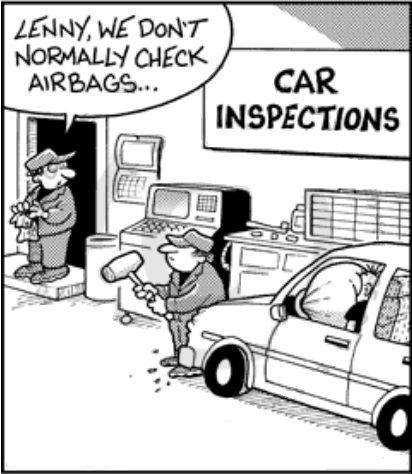 LENNY, WE DON'T
NORMALLY CHECK
AIRBAGS...
CAR
INSPECTIONS